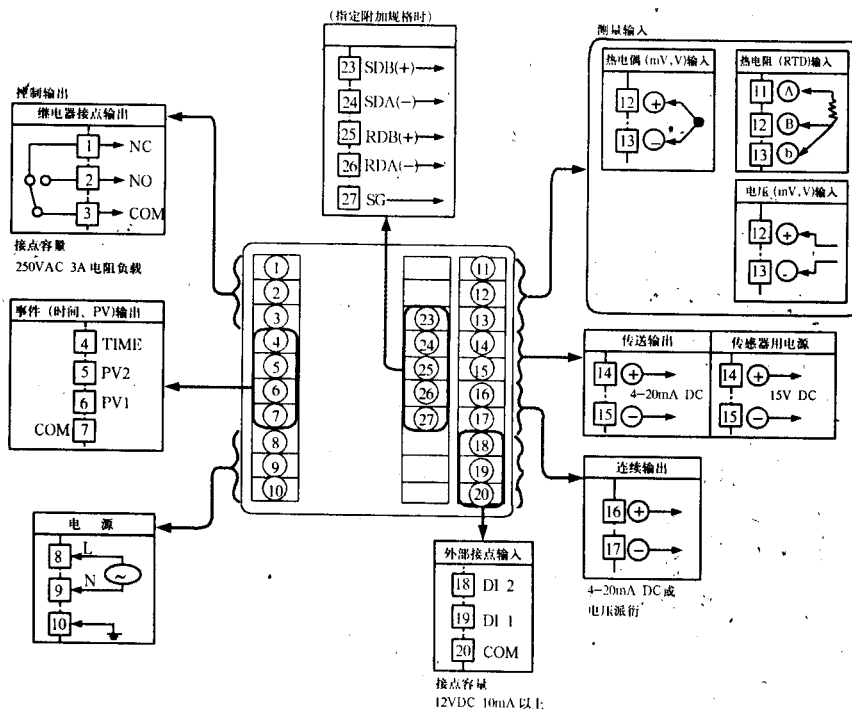 (指定附加规格时)
23 SDB(+)
24 SDA(−)
25 RDB(+)
26 RDA(−)
27 SG
测量输入
热电偶(mV,V)输入
12 +
13 −
热电阻(RTD)输入
11 A
12 B
13 b
电压(mV,V)输入
12 +
13 -
控制输出
继电器接点输出
1 NC
2 NO
3 COM
接点容量
250VAC 3A 电阻负载
事件(时间、PV)输出
4 TIME
5 PV2
6 PV1
COM 7
电 源
8 L
9 N
10
1
2
3
4
5
6
7
8
9
10
23
24
25
26
27
11
12
13
14
15
16
17
18
19
20
传送输出
14 +
4-20mA DC
15 −
传感器用电源
14 +
15V DC
15 −
连续输出
16 +
17 −
4-20mA DC或
电压派衍
外部接点输入
18 DI 2
19 DI 1
20 COM
接点容量
12VDC 10mA以上